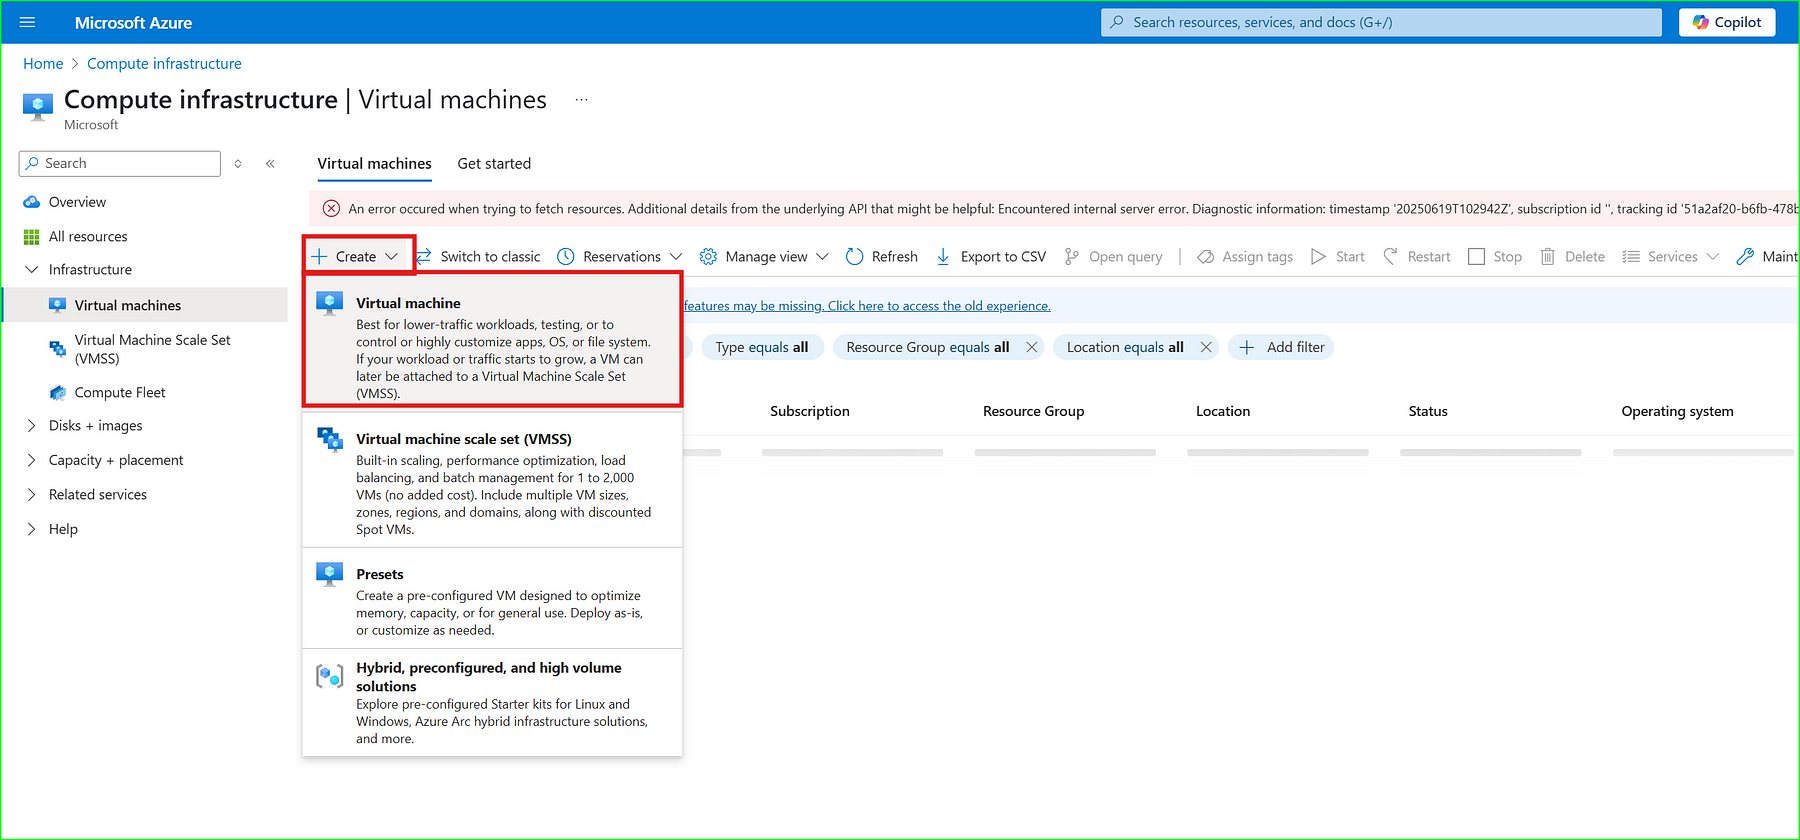 Microsoft Azure
Search resources, services, and docs (G+/)
Copilot
Home > Compute infrastructure
Compute infrastructure | Virtual machines ...
Microsoft
Search
Overview
All resources
Infrastructure
Virtual machines
Virtual Machine Scale Set
(VMSS)
Compute Fleet
Disks + images
Capacity + placement
Related services
Help
Virtual machines Get started
An error occured when trying to fetch resources. Additional details from the underlying API that might be helpful: Encountered internal server error. Diagnostic information: timestamp '20250619T102942Z', subscription id '', tracking id '51a2af20-b6fb-478b
Create Switch to classic Reservations Manage view Refresh Export to CSV Open query | Assign tags Start Restart Stop Delete Services Maint
features may be missing. Click here to access the old experience.
Type equals all Resource Group equals all Location equals all Add filter
Subscription Resource Group Location Status Operating system
Virtual machine
Best for lower-traffic workloads, testing, or to
control or highly customize apps, OS, or file system.
If your workload or traffic starts to grow, a VM can
later be attached to a Virtual Machine Scale Set
(VMSS).
Virtual machine scale set (VMSS)
Built-in scaling, performance optimization, load
balancing, and batch management for 1 to 2,000
VMs (no added cost). Include multiple VM sizes,
zones, regions, and domains, along with discounted
Spot VMs.
Presets
Create a pre-configured VM designed to optimize
memory, capacity, or for general use. Deploy as-is,
or customize as needed.
Hybrid, preconfigured, and high volume
solutions
Explore pre-configured Starter kits for Linux and
Windows, Azure Arc hybrid infrastructure solutions,
and more.